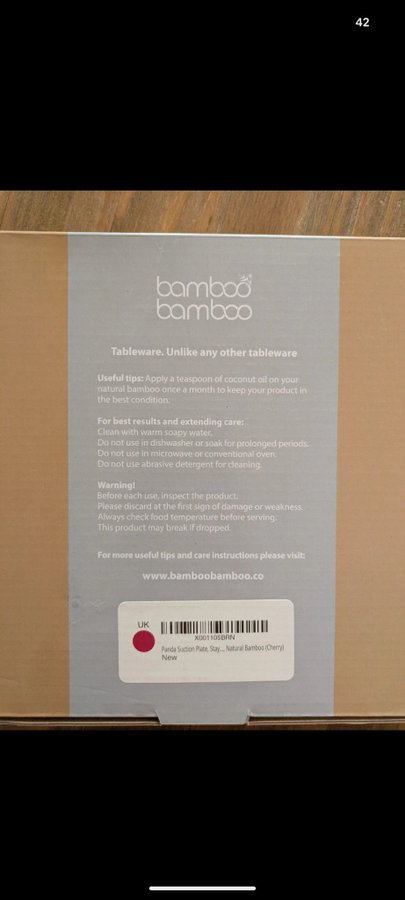 42
bamboo
bamboo
Tableware. Unlike any other tableware
Useful tips: Apply a teaspoon of coconut oil on your
natural bamboo once a month to keep your product in
the best condition.
For best results and extending care:
Clean with warm soapy water.
Do not use in dishwasher or soak for prolonged periods.
Do not use in microwave or conventional oven.
Do not use abrasive detergent for cleaning.
Warning!
Before each use, inspect the product.
Please discard at the first sign of damage or weakness.
Always check food temperature before serving.
This product may break if dropped.
For more useful tips and care instructions please visit:
www.bamboobamboo.co
UK
X001105BRN
Panda Suction Plate, Stay... Natural Bamboo (Cherry)
New